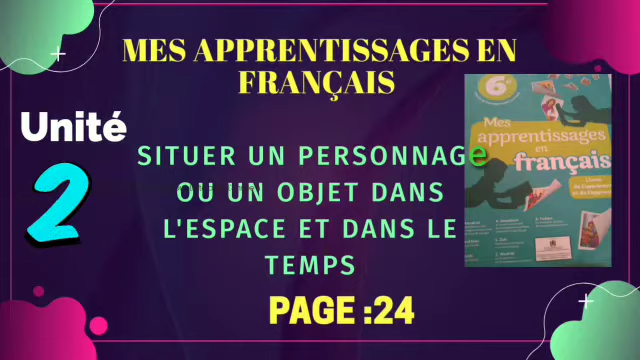 MES APPRENTISSAGES EN
FRANÇAIS
Unité
2
SITUER UN PERSONNAGe
OU UN OBJET DANS
L'ESPACE ET DANS LE
TEMPS
PAGE :24
6e
Mes
apprentissages
en
français